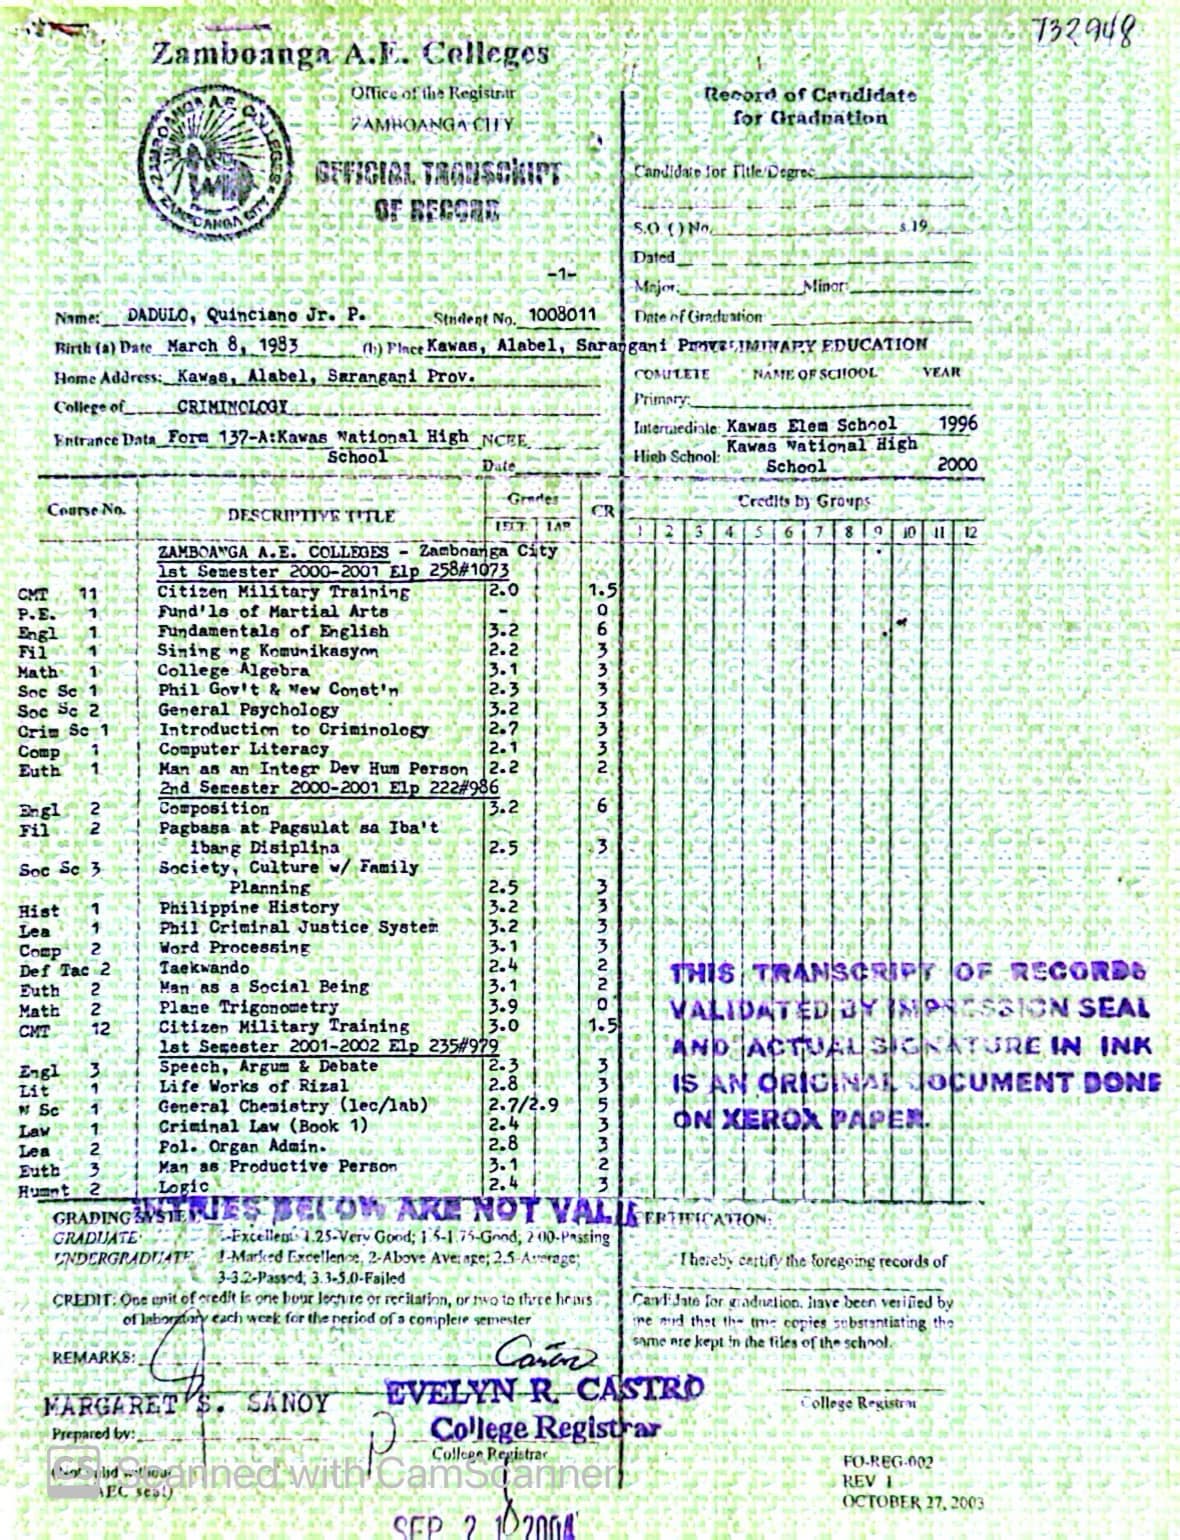 732948
Zamboanga A.E. Colleges
Office of the Registrar
ZAMBOANGA CITY
OFFICIAL TRANSCRIPT
OF RECORD
ZAMBOANGA A.E. COLLEGES
ZAMBOANGA CITY
-1-
Record of Candidate
for Graduation
Candidate for Title/Degree
S.O. ( ) No. s.19
Dated
Major: Minor:
Date of Graduation
Name: DADULO, Quinciano Jr. P. Student No. 1008011
Birth (a) Date March 8, 1983 (b) Place Kawas, Alabel, Sarangani Prov.
Home Address: Kawas, Alabel, Sarangani Prov.
College of CRIMINOLOGY
Entrance Data Form 137-A:Kawas National High NCEE
School Date
PRELIMINARY EDUCATION
COMPLETE NAME OF SCHOOL YEAR
Primary:
Intermediate: Kawas Elem School 1996
High School: Kawas National High
School 2000
Course No. DESCRIPTIVE TITLE Grades CR Credits by Groups
LECT. LAB. 1 2 3 4 5 6 7 8 9 10 11 12
ZAMBOANGA A.E. COLLEGES - Zamboanga City
1st Semester 2000-2001 Elp 258#1073
CMT 11 Citizen Military Training 2.0 1.5
P.E. 1 Fund'ls of Martial Arts - 0
Engl 1 Fundamentals of English 3.2 6
Fil 1 Sining ng Komunikasyon 2.2 3
Math 1 College Algebra 3.1 3
Soc Sc 1 Phil Gov't & New Const'n 2.3 3
Soc Sc 2 General Psychology 3.2 3
Crim Sc 1 Introduction to Criminology 2.7 3
Comp 1 Computer Literacy 2.1 3
Euth 1 Man as an Integr Dev Hum Person 2.2 2
2nd Semester 2000-2001 Elp 222#986
Engl 2 Composition 3.2 6
Fil 2 Pagbasa at Pagsulat sa Iba't
ibang Disiplina 2.5 3
Soc Sc 3 Society, Culture w/ Family
Planning 2.5 3
Hist 1 Philippine History 3.2 3
Lea 1 Phil Criminal Justice System 3.2 3
Comp 2 Word Processing 3.1 3
Def Tac 2 Taekwando 2.4 2
Euth 2 Man as a Social Being 3.1 2
Math 2 Plane Trigonometry 3.9 0
CMT 12 Citizen Military Training 3.0 1.5
1st Semester 2001-2002 Elp 235#979
Engl 3 Speech, Argum & Debate 2.3 3
Lit 1 Life Works of Rizal 2.8 3
N Sc 1 General Chemistry (lec/lab) 2.7/2.9 5
Law 1 Criminal Law (Book 1) 2.4 3
Lea 2 Pol. Organ Admin. 2.8 3
Euth 3 Man as Productive Person 3.1 2
Humnt 2 Logic 2.4 3
THIS TRANSCRIPT OF RECORDS
VALIDATED BY IMPRESSION SEAL
AND ACTUAL SIGNATURE IN INK
IS AN ORIGINAL DOCUMENT DONE
ON XEROX PAPER.
ENTRIES BELOW ARE NOT VALID
GRADING SYSTEM
GRADUATE 1-Excellent 1.25-Very Good; 1.5-1.75-Good; 2.00-Passing
UNDERGRADUATE 1-Marked Excellence, 2-Above Average; 2.5-Average;
3-3.2-Passed; 3.3-5.0-Failed
CREDIT: One unit of credit is one hour lecture or recitation, or two to three hours
of laboratory each week for the period of a complete semester
REMARKS:
MARGARET S. SANOY
Prepared by:
(Not valid without
AEC seal)
Castro
EVELYN R. CASTRO
College Registrar
College Registrar
SEP 21 2004
CERTIFICATION:
I hereby certify the foregoing records of
Candidate for graduation, have been verified by
me and that the true copies substantiating the
same are kept in the files of the school.
College Registrar
FO-REG-002
REV 1
OCTOBER 27, 2003
CS Scanned with CamScanner